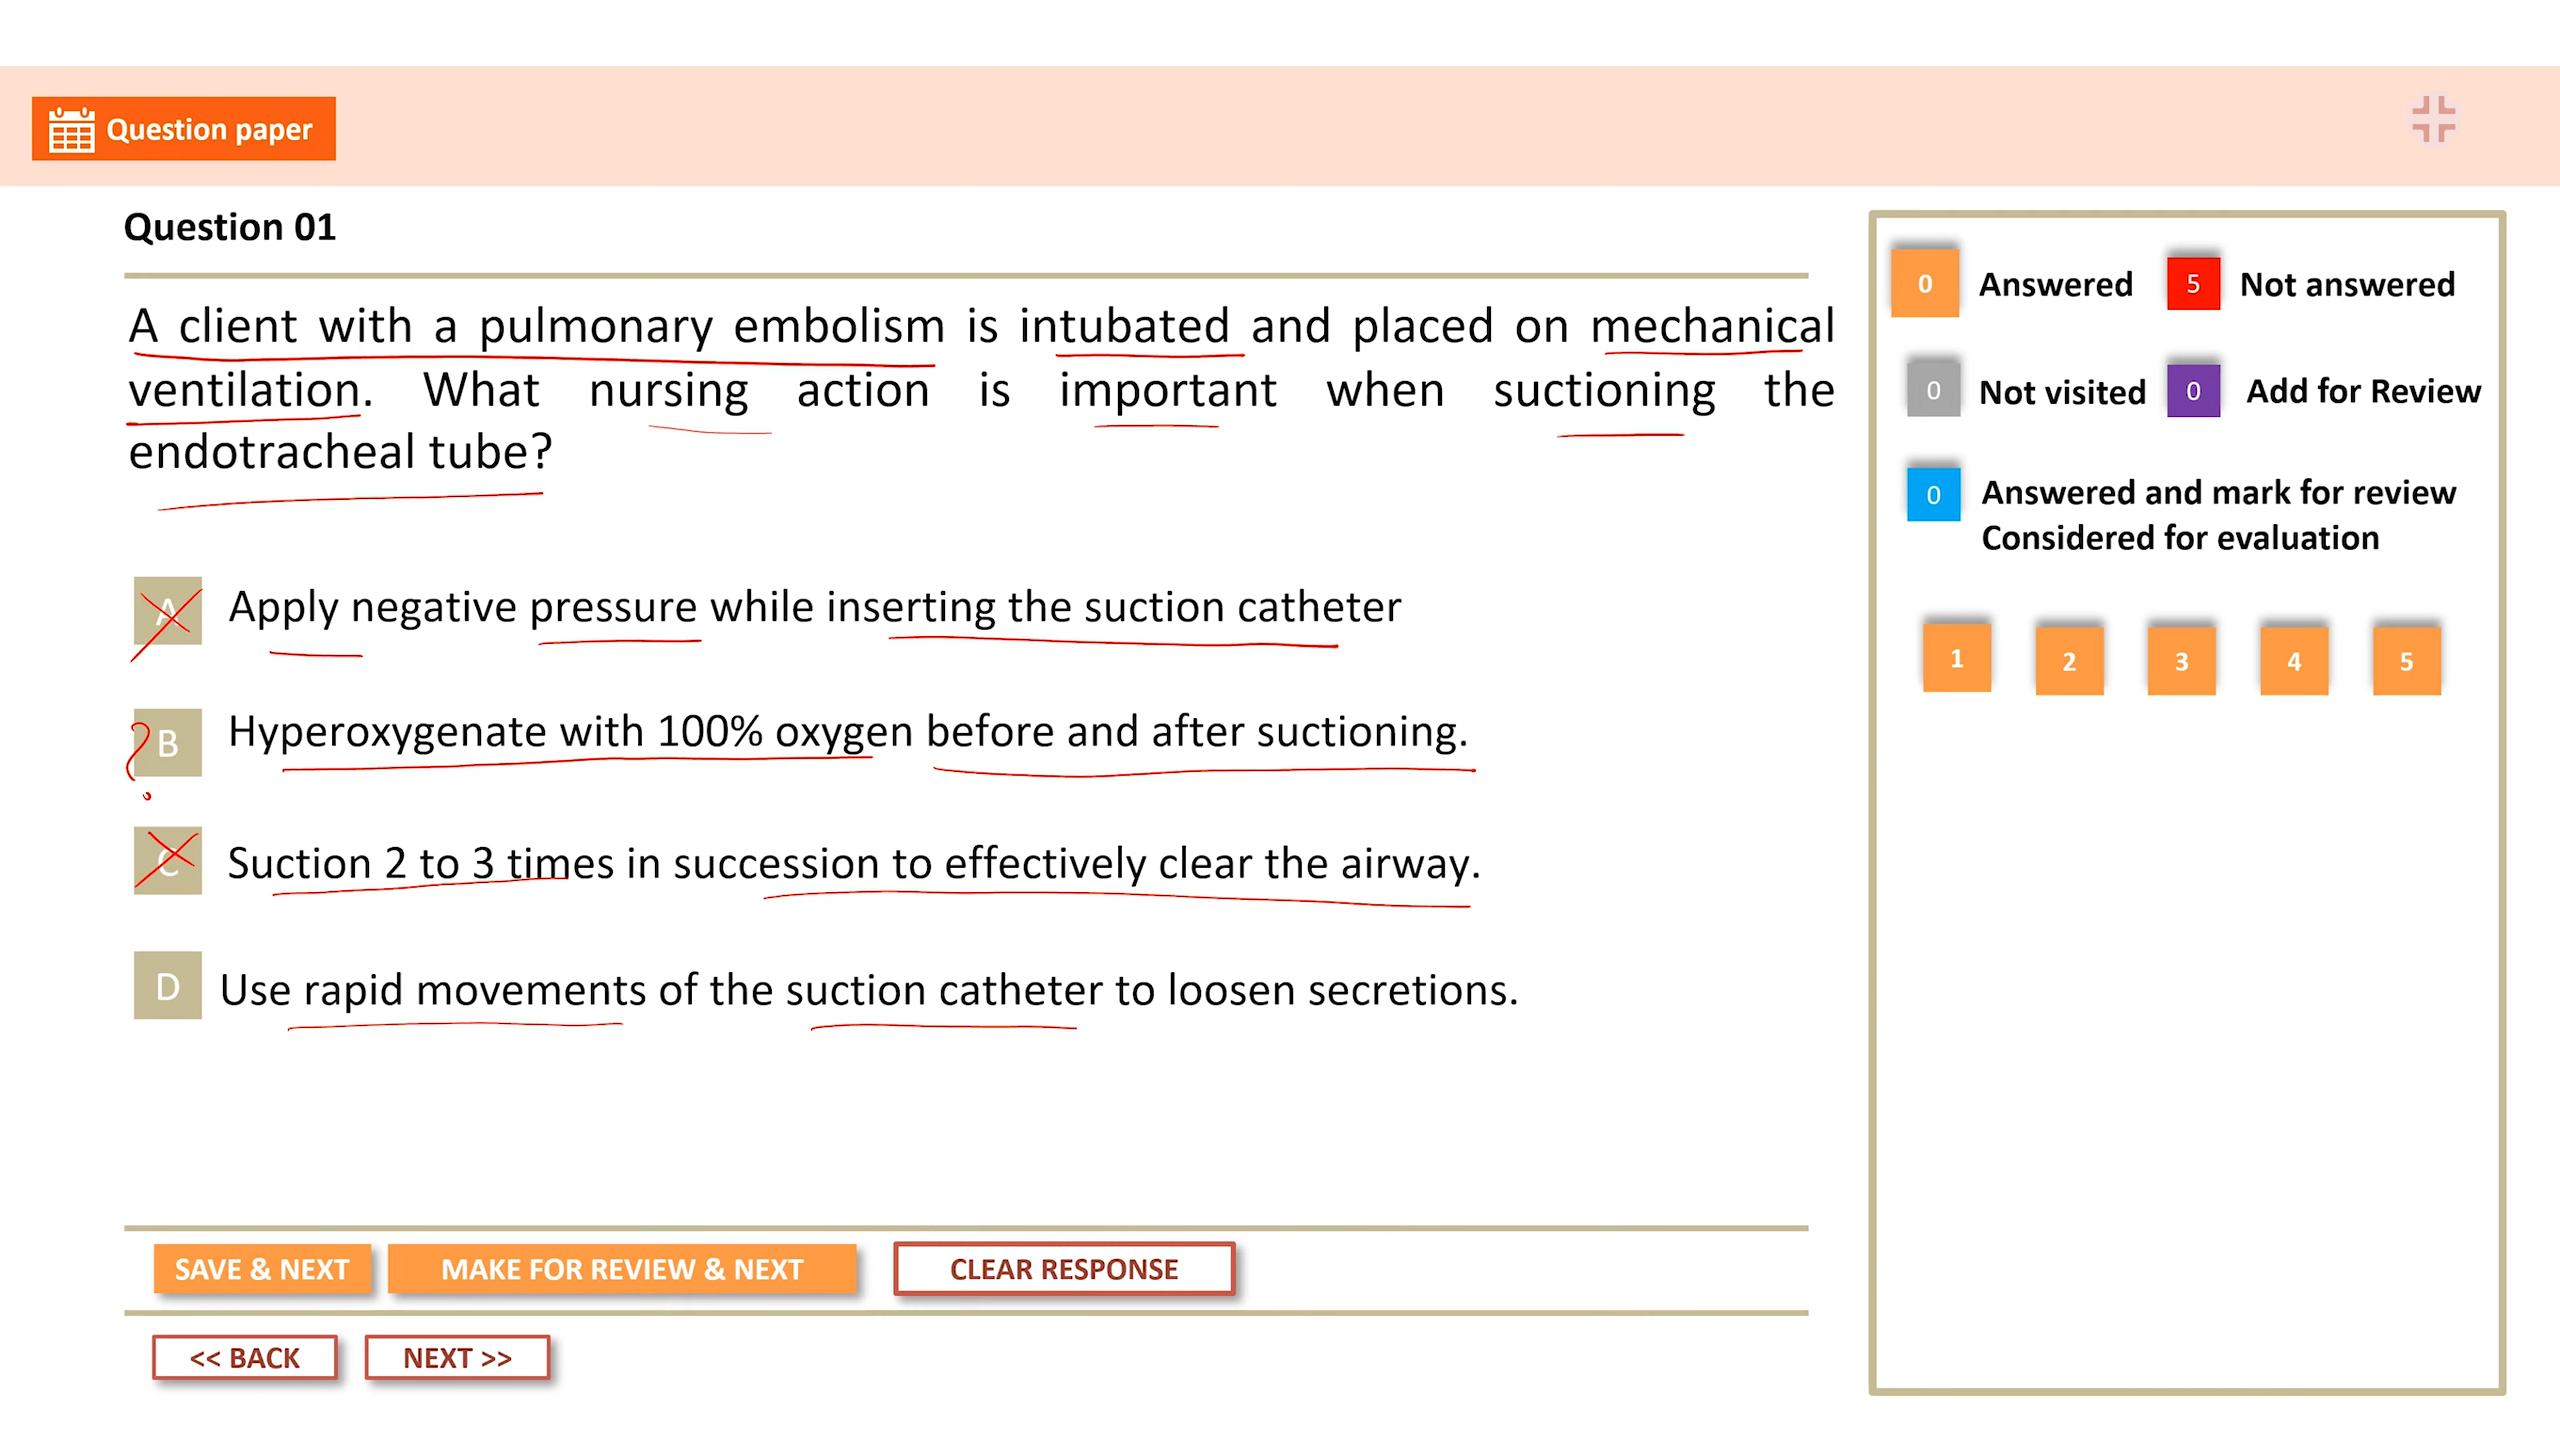 Question paper
Question 01
A client with a pulmonary embolism is intubated and placed on mechanical
ventilation. What nursing action is important when suctioning the
endotracheal tube?
A Apply negative pressure while inserting the suction catheter
B Hyperoxygenate with 100% oxygen before and after suctioning.
?
C Suction 2 to 3 times in succession to effectively clear the airway.
D Use rapid movements of the suction catheter to loosen secretions.
SAVE & NEXT MAKE FOR REVIEW & NEXT CLEAR RESPONSE
<< BACK NEXT >>
0 Answered 5 Not answered
0 Not visited 0 Add for Review
0 Answered and mark for review
Considered for evaluation
1 2 3 4 5